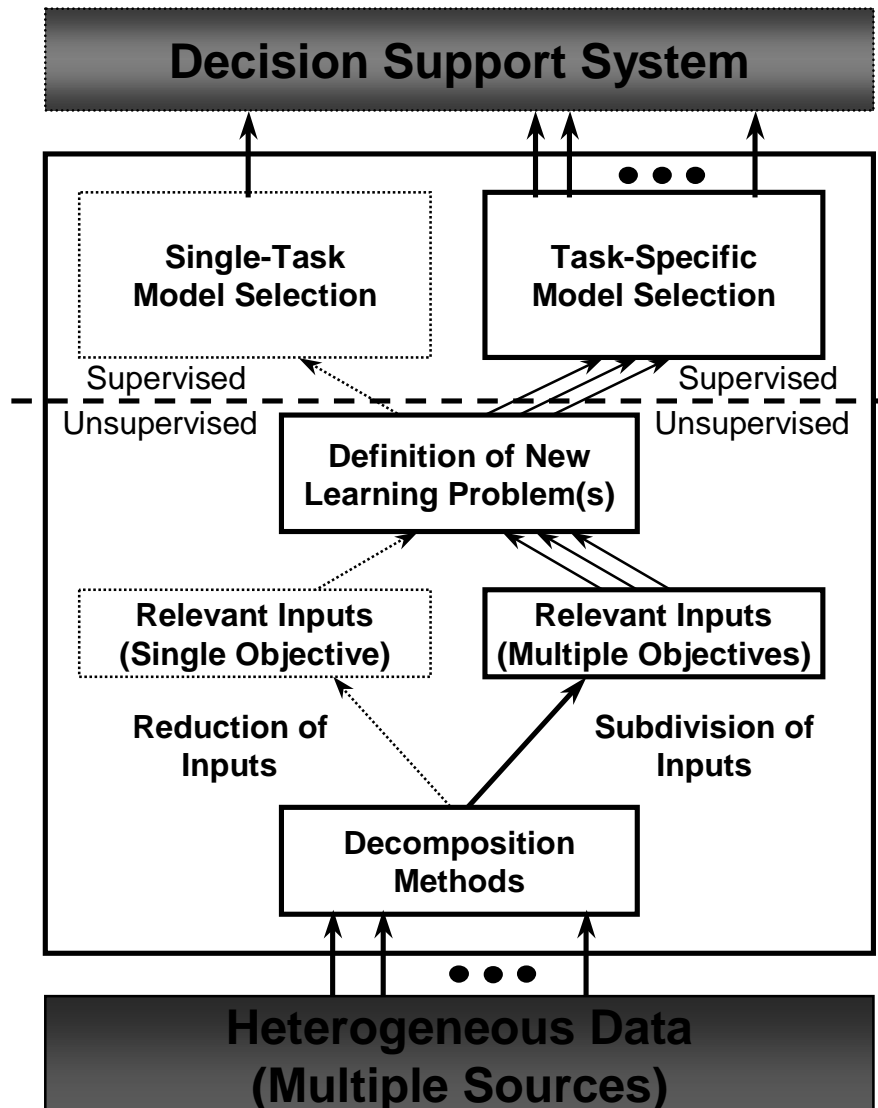 Decision Support System
Single-Task
Model Selection
Task-Specific
Model Selection
Supervised
Supervised
Unsupervised
Unsupervised
Definition of New
Learning Problem(s)
Relevant Inputs
(Single Objective)
Relevant Inputs
(Multiple Objectives)
Reduction of
Inputs
Subdivision of
Inputs
Decomposition
Methods
Heterogeneous Data
(Multiple Sources)